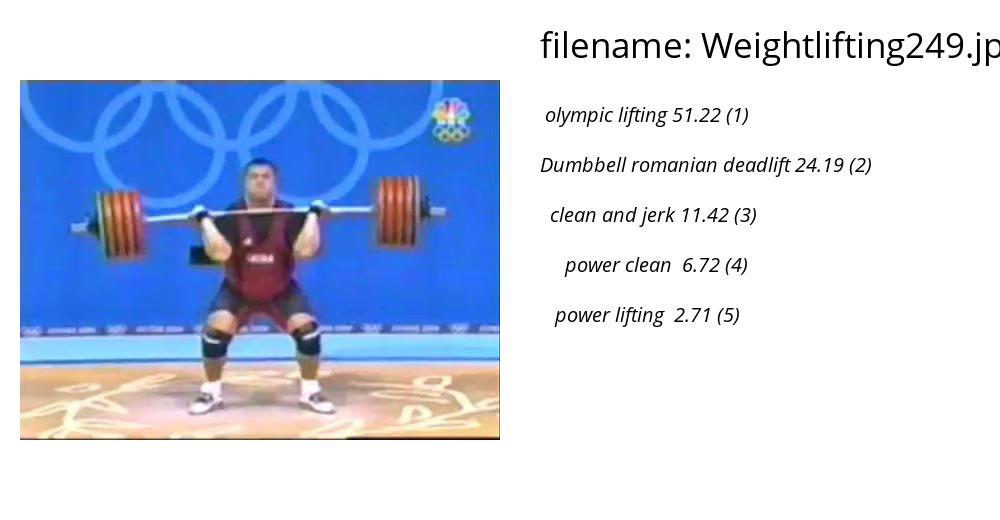 filename: Weightlifting249.jp
olympic lifting 51.22 (1)
Dumbbell romanian deadlift 24.19 (2)
clean and jerk 11.42 (3)
power clean 6.72 (4)
power lifting 2.71 (5)